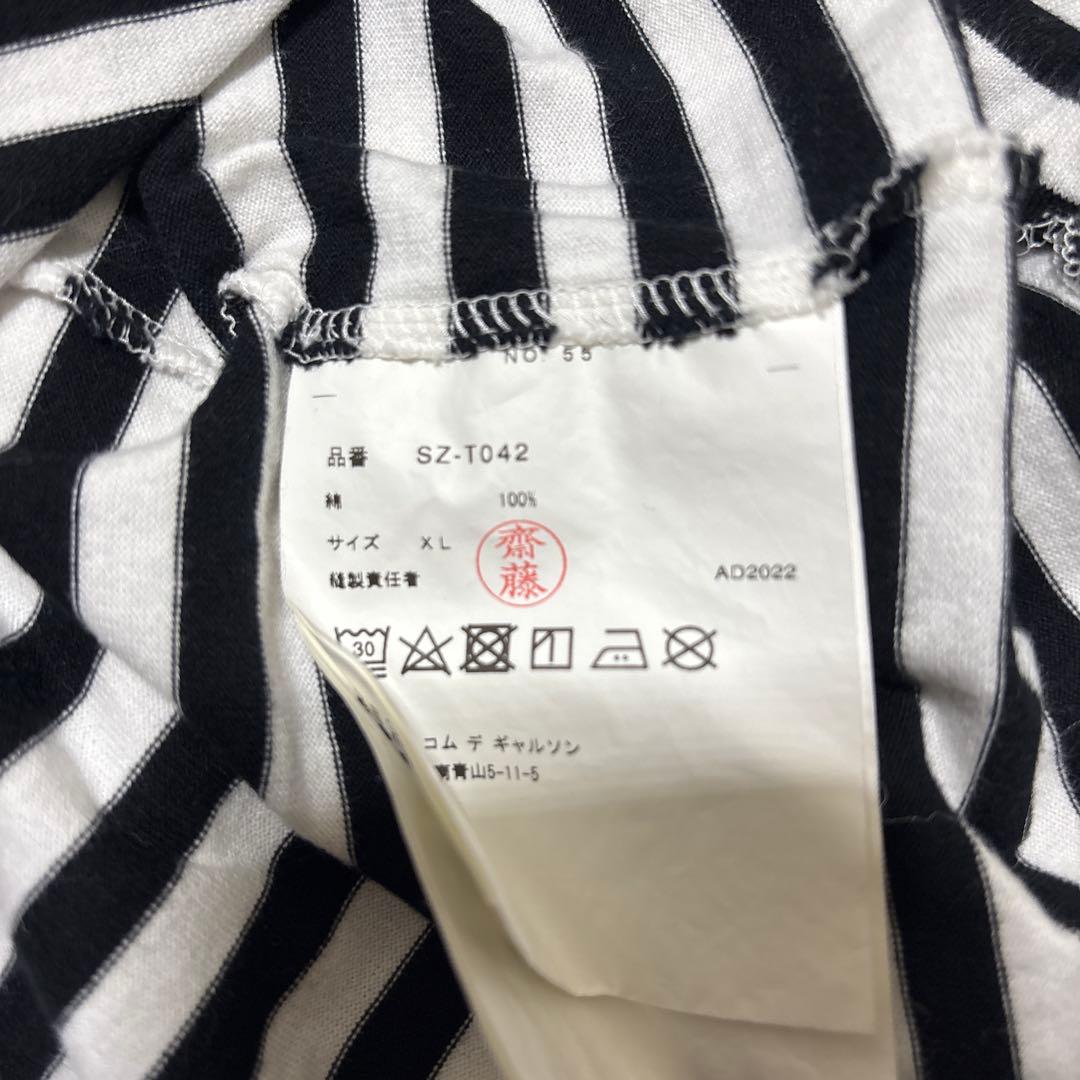 NO. 55
品番 SZ-T042
綿 100%
サイズ XL
齋藤
縫製責任者 AD2022
30
コム デ ギャルソン
南青山5-11-5